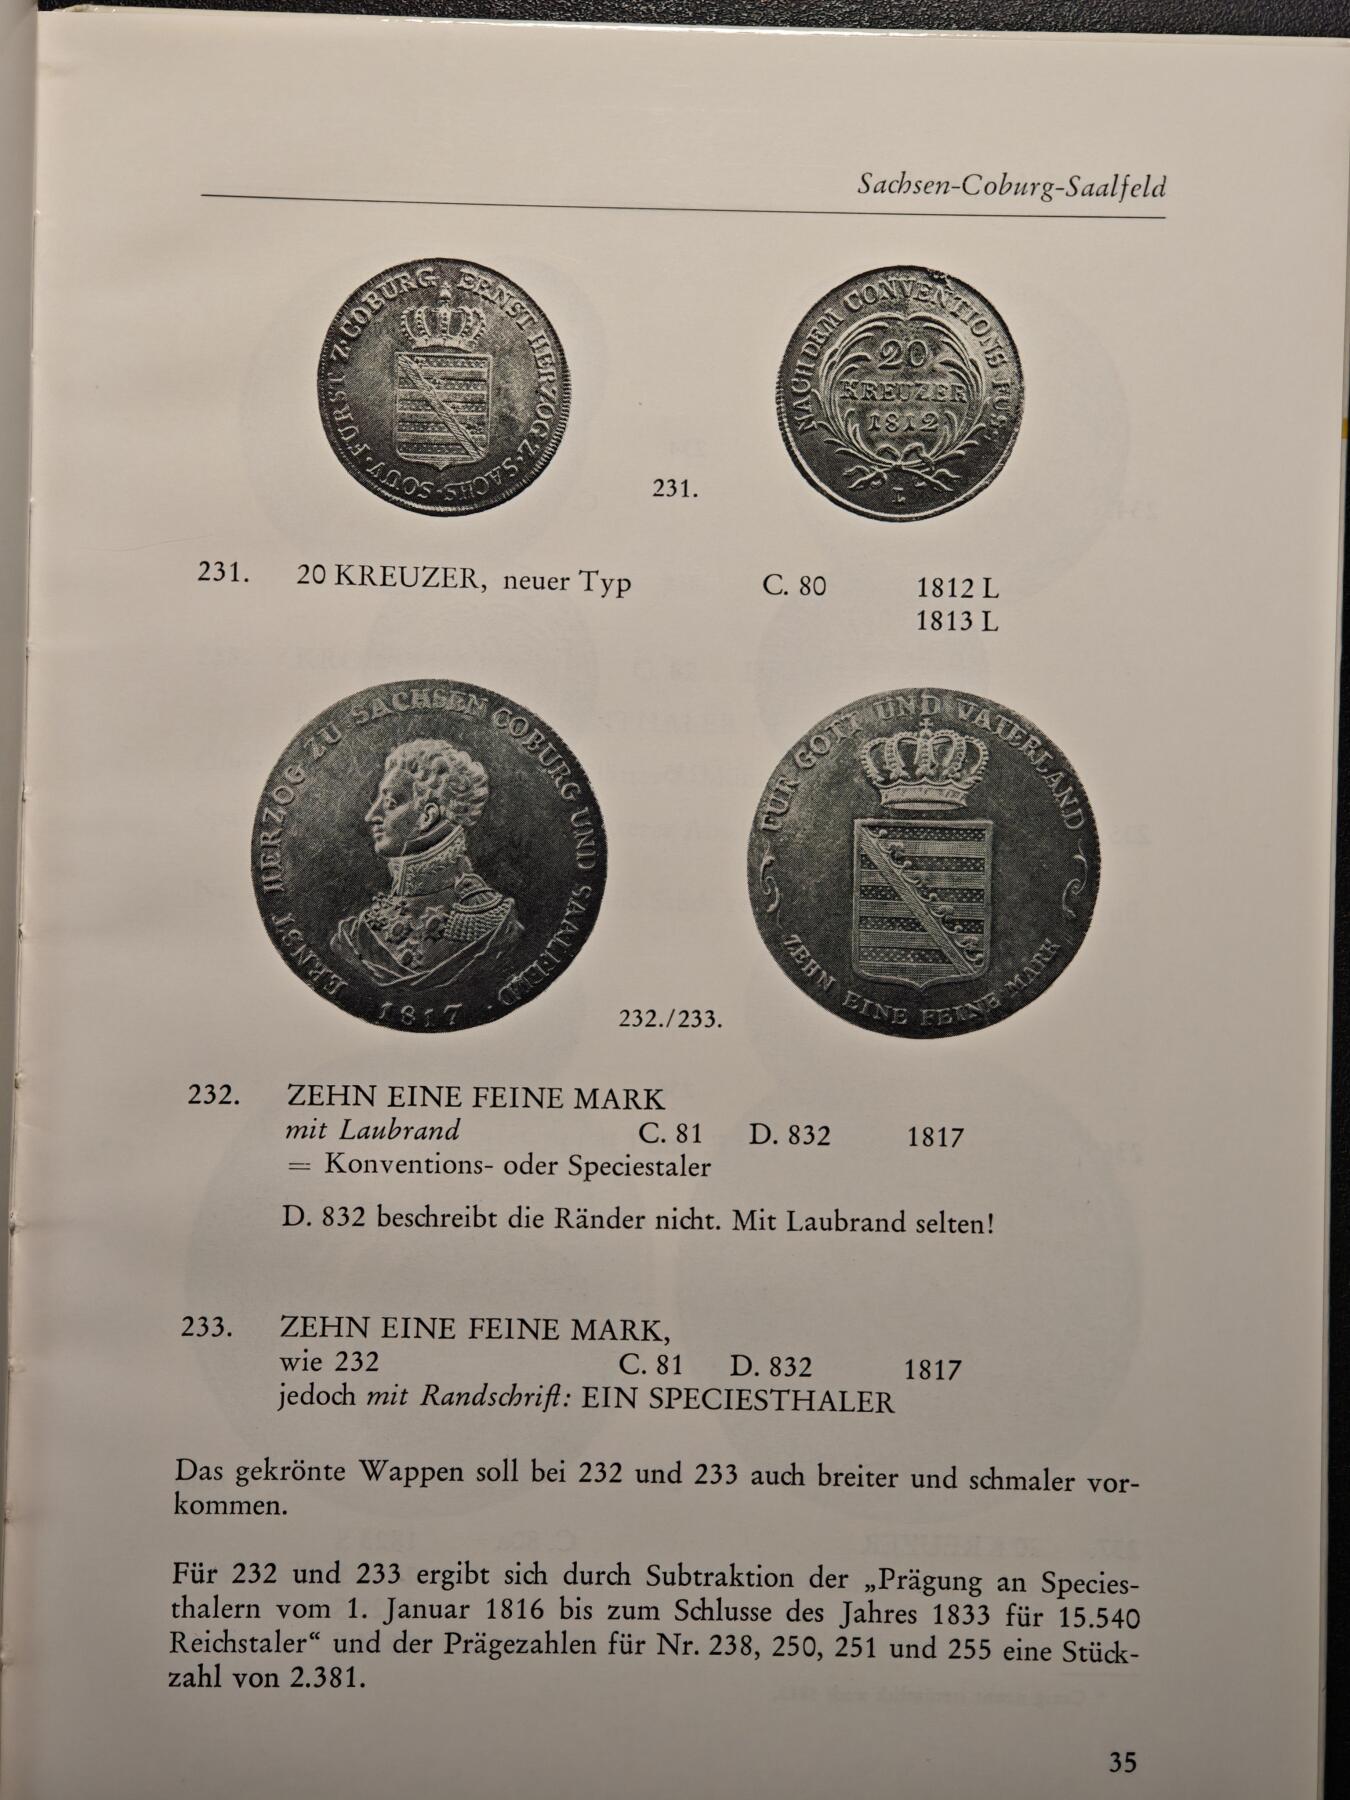 Sachsen-Coburg-Saalfeld
ERNST HERZOG Z. SACHS. SOUV. FÜRST Z. COBURG
NACH DEM CONVENTIONS FUS
20
KREUZER
1812
L
231.
231. 20 KREUZER, neuer Typ C. 80 1812 L
1813 L
ERNST HERZOG ZU SACHSEN COBURG UND SAALFELD
1817
FÜR GOTT UND VATERLAND
ZEHN EINE FEINE MARK
232./233.
232. ZEHN EINE FEINE MARK
mit Laubrand C. 81 D. 832 1817
= Konventions- oder Speciestaler
D. 832 beschreibt die Ränder nicht. Mit Laubrand selten!
233. ZEHN EINE FEINE MARK,
wie 232 C. 81 D. 832 1817
jedoch mit Randschrift: EIN SPECIESTHALER
Das gekrönte Wappen soll bei 232 und 233 auch breiter und schmaler vor-
kommen.
Für 232 und 233 ergibt sich durch Subtraktion der „Prägung an Species-
thalern vom 1. Januar 1816 bis zum Schlusse des Jahres 1833 für 15.540
Reichstaler“ und der Prägezahlen für Nr. 238, 250, 251 und 255 eine Stück-
zahl von 2.381.
35